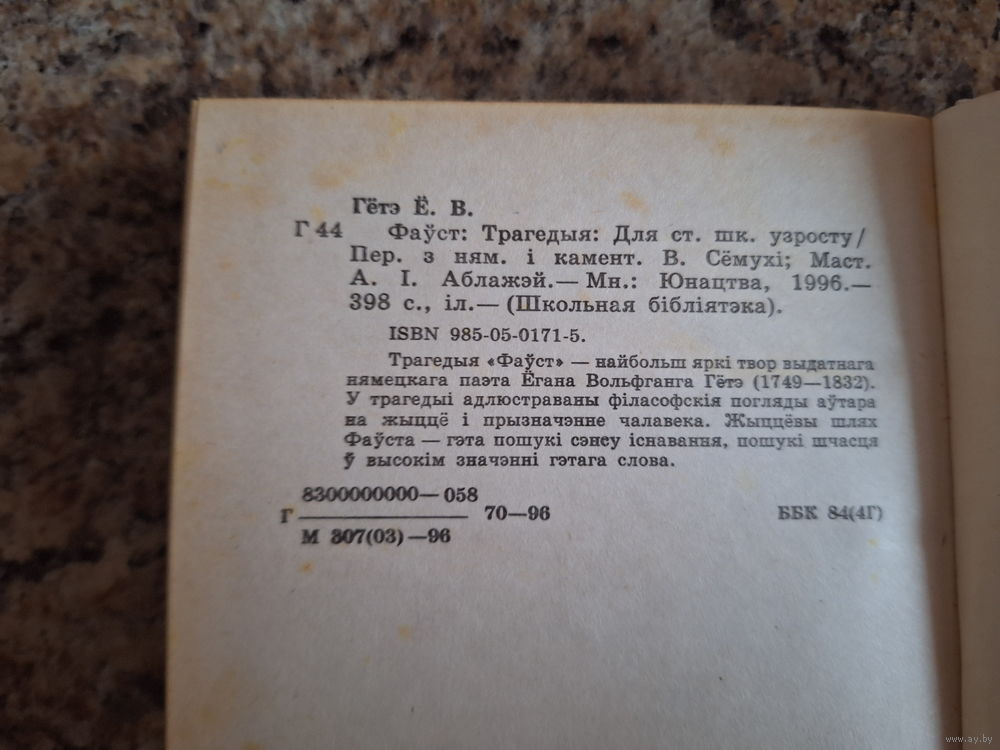 Гётэ Ё. В.
Г 44 Фаўст: Трагедыя: Для ст. шк. узросту/
Пер. з ням. і камент. В. Сёмухі; Маст.
А. І. Аблажэй.— Мн.: Юнацтва, 1996.—
398 с., іл.— (Школьная бібліятэка).
ISBN 985-05-0171-5.
Трагедыя «Фаўст» — найбольш яркі твор выдатнага
нямецкага паэта Ёгана Вольфганга Гётэ (1749—1832).
У трагедыі адлюстраваны філасофскія погляды аўтара
на жыццё і прызначэнне чалавека. Жыццёвы шлях
Фаўста — гэта пошукі сэнсу існавання, пошукі шчасця
ў высокім значэнні гэтага слова.
8300000000—058
Г 70—96 ББК 84(4Г)
М 307(03)—96
www.ay.by